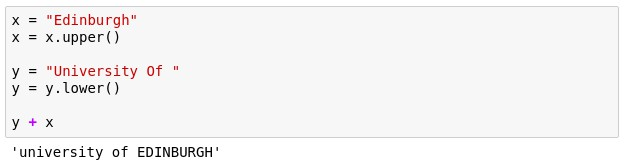 x = "Edinburgh"
x = x.upper()
y = "University Of "
y = y.lower()
y + x
'university of EDINBURGH'